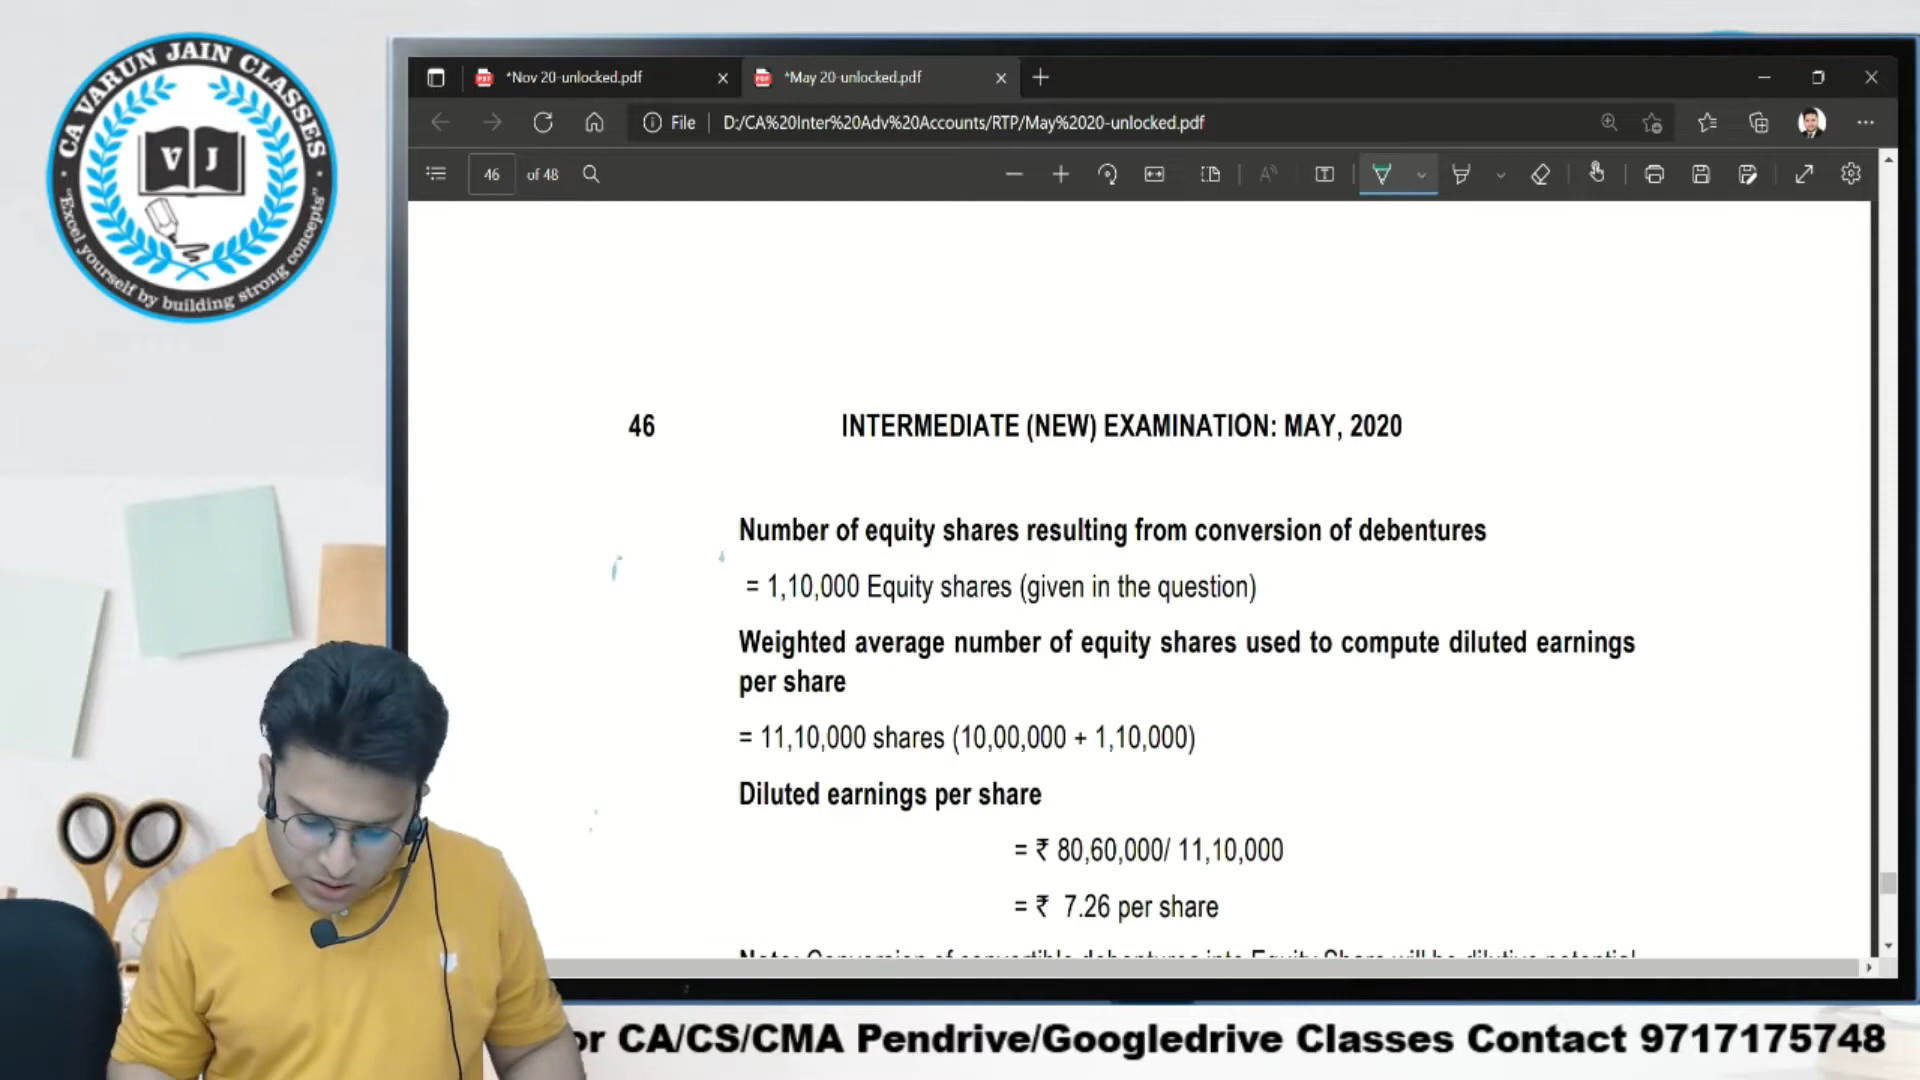 CA VARUN JAIN CLASSES
V J
"Excel yourself by building strong concepts"
*Nov 20-unlocked.pdf
*May 20-unlocked.pdf
File
D:/CA%20Inter%20Adv%20Accounts/RTP/May%2020-unlocked.pdf
46 of 48
46 INTERMEDIATE (NEW) EXAMINATION: MAY, 2020
Number of equity shares resulting from conversion of debentures
= 1,10,000 Equity shares (given in the question)
Weighted average number of equity shares used to compute diluted earnings
per share
= 11,10,000 shares (10,00,000 + 1,10,000)
Diluted earnings per share
= ₹ 80,60,000/ 11,10,000
= ₹ 7.26 per share
Note: Conversion of convertible debentures into Equity Share will be dilutive potential
or CA/CS/CMA Pendrive/Googledrive Classes Contact 9717175748